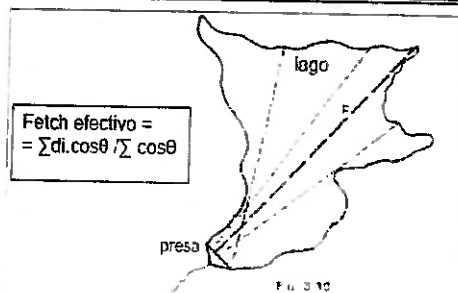 lago
F
Fetch efectivo =
= ∑di.cosθ /∑ cosθ
presa